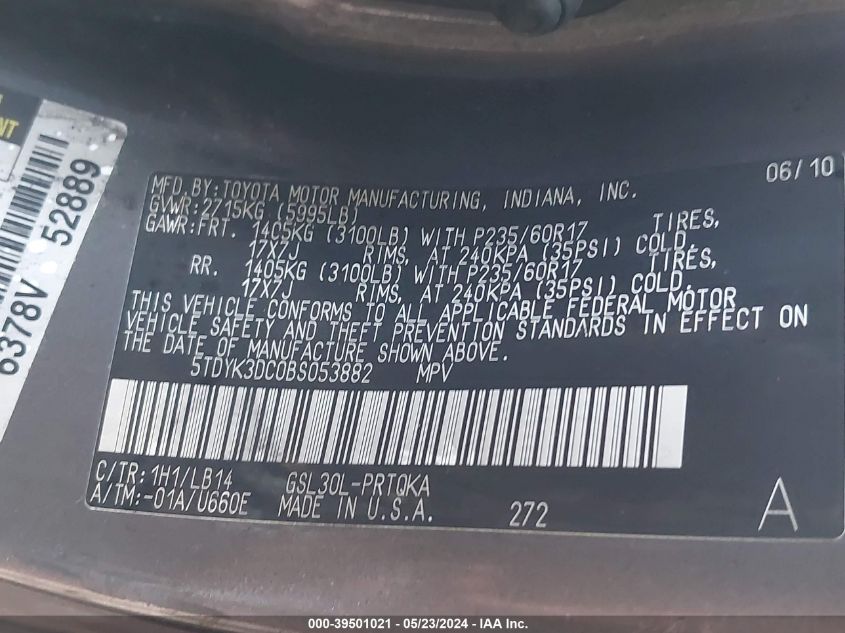 NT
6378V 52889
06/10
MFD. BY: TOYOTA MOTOR MANUFACTURING, INDIANA, INC.
GVWR: 2715KG (5995LB)
GAWR: FRT. 1405KG (3100LB) WITH P235/60R17 TIRES,
17X7J RIMS, AT 240KPA (35PSI) COLD.
RR. 1405KG (3100LB) WITH P235/60R17 TIRES,
17X7J RIMS, AT 240KPA (35PSI) COLD.
THIS VEHICLE CONFORMS TO ALL APPLICABLE FEDERAL MOTOR
VEHICLE SAFETY AND THEFT PREVENTION STANDARDS IN EFFECT ON
THE DATE OF MANUFACTURE SHOWN ABOVE.
5TDYK3DC0BS053882 MPV
C/TR: 1H1/LB14 GSL30L-PRTQKA
A/TM: -01A/U660E MADE IN U.S.A. 272 A
000-39501021 - 05/23/2024 - IAA Inc.